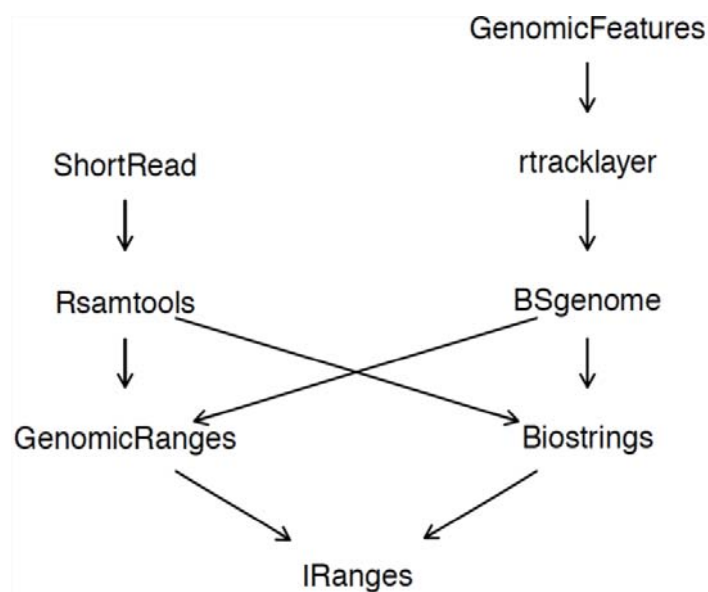 GenomicFeatures
ShortRead
rtracklayer
Rsamtools
BSgenome
GenomicRanges
Biostrings
IRanges